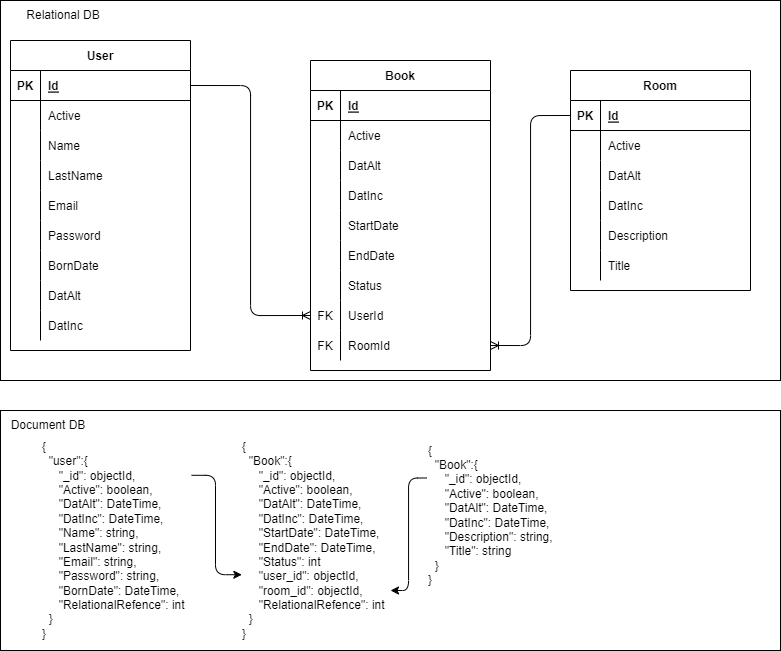 Relational DB
User
PK Id
Active
Name
LastName
Email
Password
BornDate
DatAlt
DatInc
Book
PK Id
Active
DatAlt
DatInc
StartDate
EndDate
Status
FK UserId
FK RoomId
Room
PK Id
Active
DatAlt
DatInc
Description
Title
Document DB
{
"user":{
"_id": objectId,
"Active": boolean,
"DatAlt": DateTime,
"DatInc": DateTime,
"Name": string,
"LastName": string,
"Email": string,
"Password": string,
"BornDate": DateTime,
"RelationalRefence": int
}
}
{
"Book":{
"_id": objectId,
"Active": boolean,
"DatAlt": DateTime,
"DatInc": DateTime,
"StartDate": DateTime,
"EndDate": DateTime,
"Status": int
"user_id": objectId,
"room_id": objectId,
"RelationalRefence": int
}
}
{
"Book":{
"_id": objectId,
"Active": boolean,
"DatAlt": DateTime,
"DatInc": DateTime,
"Description": string,
"Title": string
}
}